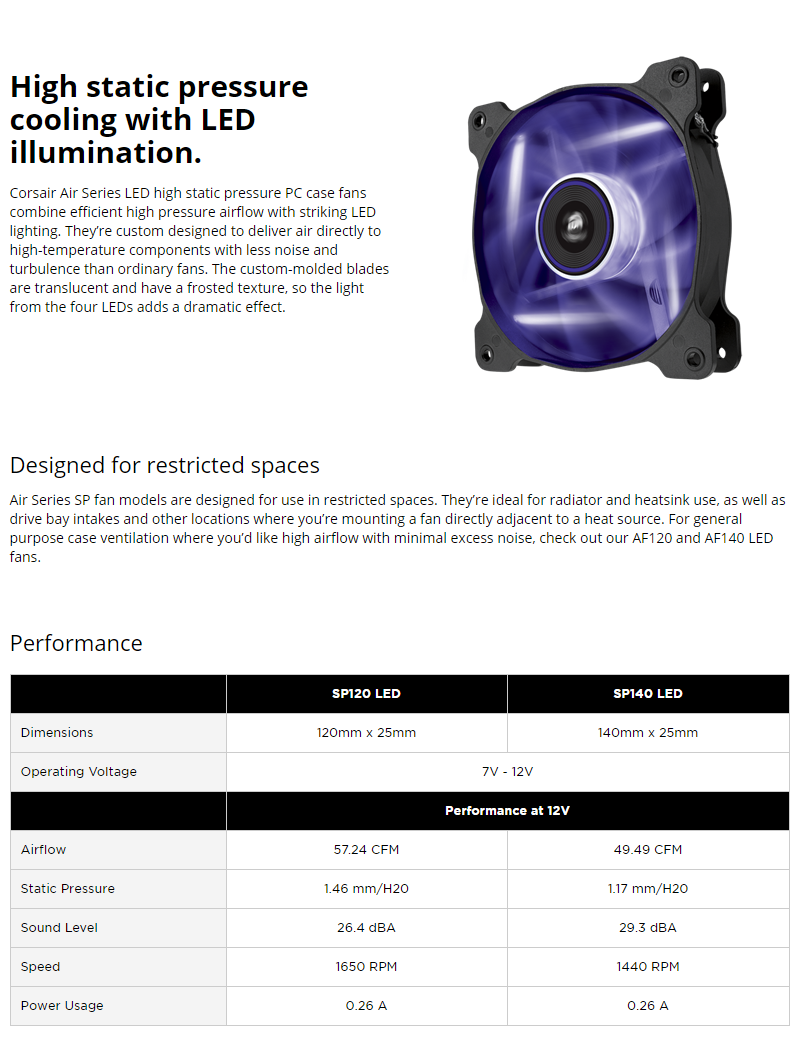 High static pressure
cooling with LED
illumination.
Corsair Air Series LED high static pressure PC case fans
combine efficient high pressure airflow with striking LED
lighting. They’re custom designed to deliver air directly to
high-temperature components with less noise and
turbulence than ordinary fans. The custom-molded blades
are translucent and have a frosted texture, so the light
from the four LEDs adds a dramatic effect.
Designed for restricted spaces
Air Series SP fan models are designed for use in restricted spaces. They’re ideal for radiator and heatsink use, as well as
drive bay intakes and other locations where you’re mounting a fan directly adjacent to a heat source. For general
purpose case ventilation where you’d like high airflow with minimal excess noise, check out our AF120 and AF140 LED
fans.
Performance
SP120 LED SP140 LED
Dimensions 120mm x 25mm 140mm x 25mm
Operating Voltage 7V - 12V
Performance at 12V
Airflow 57.24 CFM 49.49 CFM
Static Pressure 1.46 mm/H20 1.17 mm/H20
Sound Level 26.4 dBA 29.3 dBA
Speed 1650 RPM 1440 RPM
Power Usage 0.26 A 0.26 A